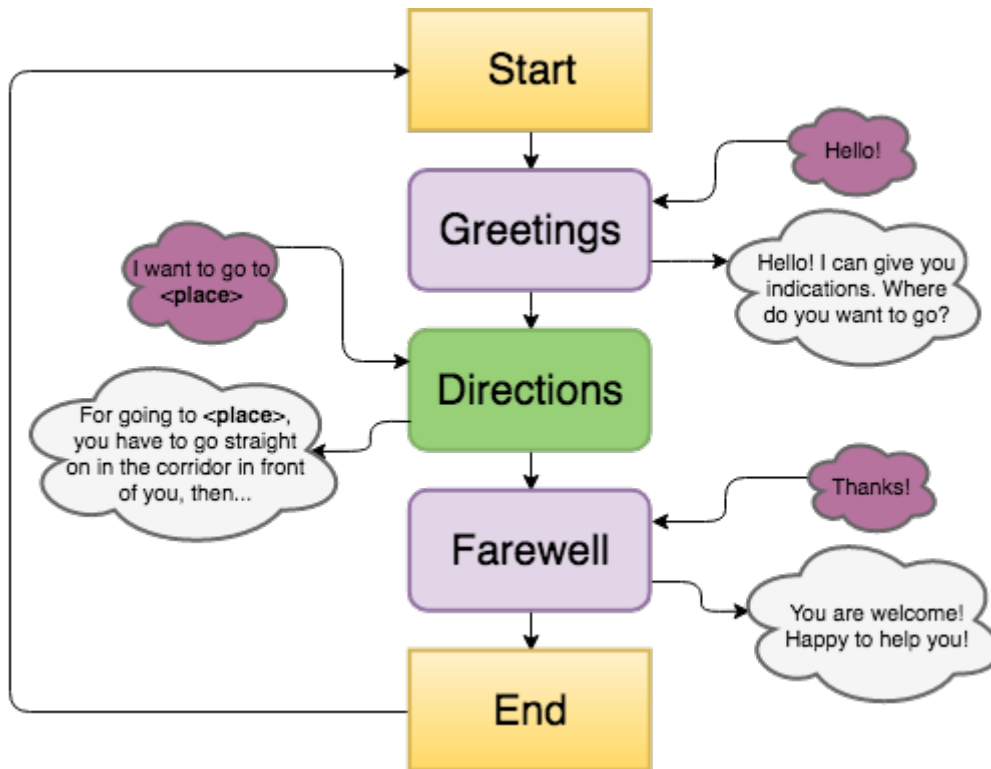 Start
Hello!
Greetings
Hello! I can give you
indications. Where
do you want to go?
I want to go to
<place>
Directions
For going to <place>,
you have to go straight
on in the corridor in front
of you, then...
Thanks!
Farewell
You are welcome!
Happy to help you!
End